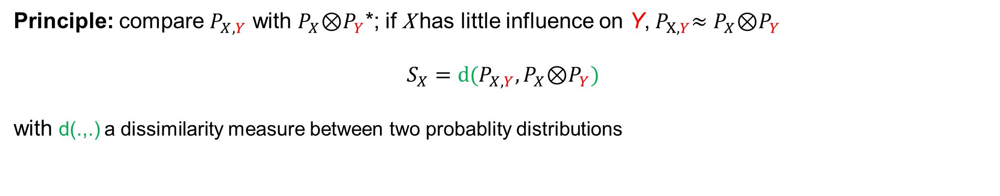 Principle: compare P_{X,Y} with P_X⊗P_Y*; if X has little influence on Y, P_{X,Y}≈ P_X⊗P_Y
S_X = d(P_{X,Y}, P_X⊗P_Y)
with d(.,.) a dissimilarity measure between two probablity distributions